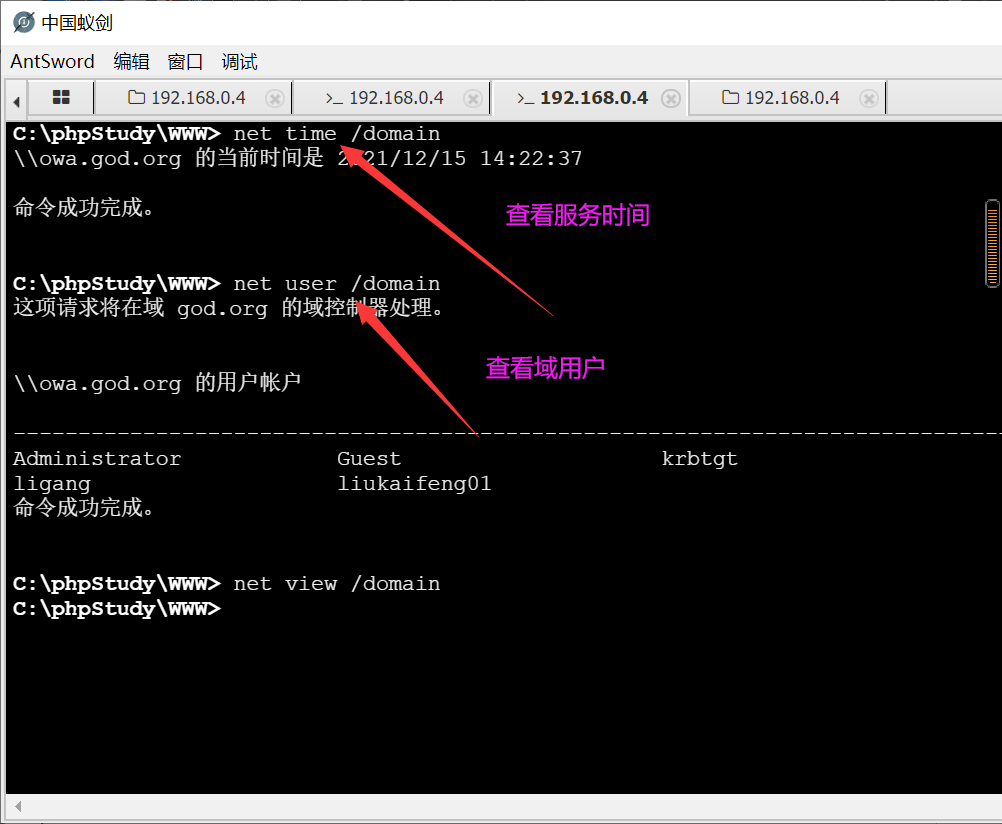 中国蚁剑
AntSword 编辑 窗口 调试
192.168.0.4 >_ 192.168.0.4 >_ 192.168.0.4 192.168.0.4
C:\phpStudy\WWW> net time /domain
\\owa.god.org 的当前时间是 2021/12/15 14:22:37
命令成功完成。
查看服务时间
C:\phpStudy\WWW> net user /domain
这项请求将在域 god.org 的域控制器处理。
查看域用户
\\owa.god.org 的用户帐户
-------------------------------------------------------------------------------
Administrator Guest krbtgt
ligang liukaifeng01
命令成功完成。
C:\phpStudy\WWW> net view /domain
C:\phpStudy\WWW>